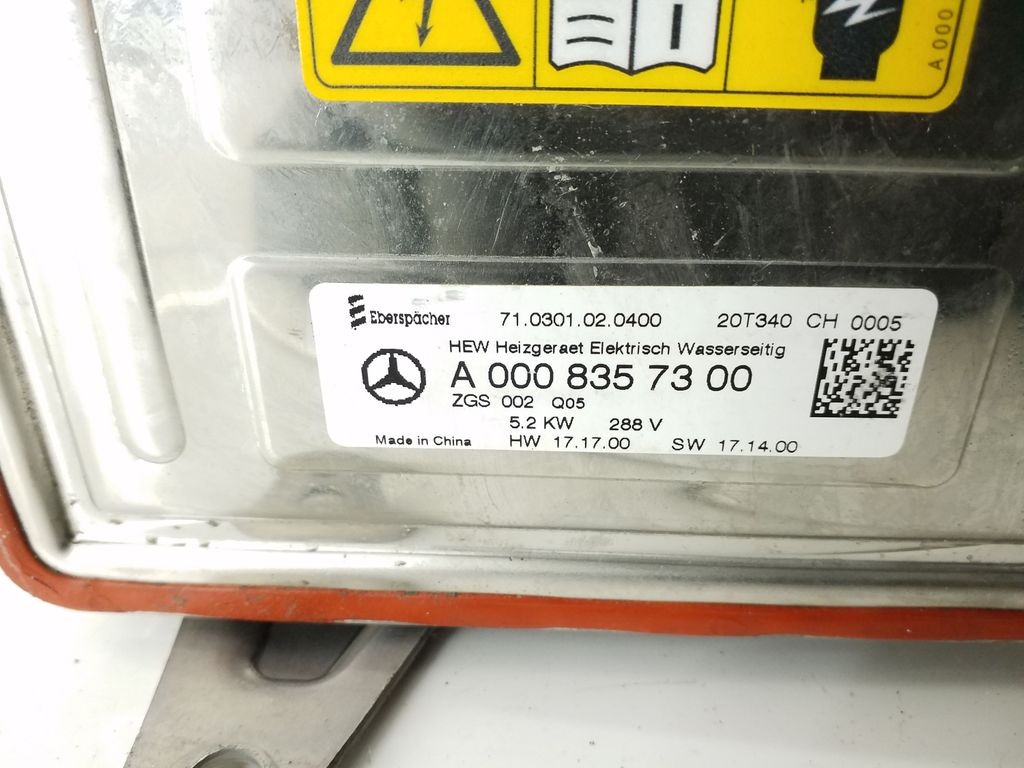 A 000
Eberspächer 71.0301.02.0400 20T340 CH 0005
HEW Heizgeraet Elektrisch Wasserseitig
A 000 835 73 00
ZGS 002 Q05
5.2 KW 288 V
Made in China HW 17.17.00 SW 17.14.00